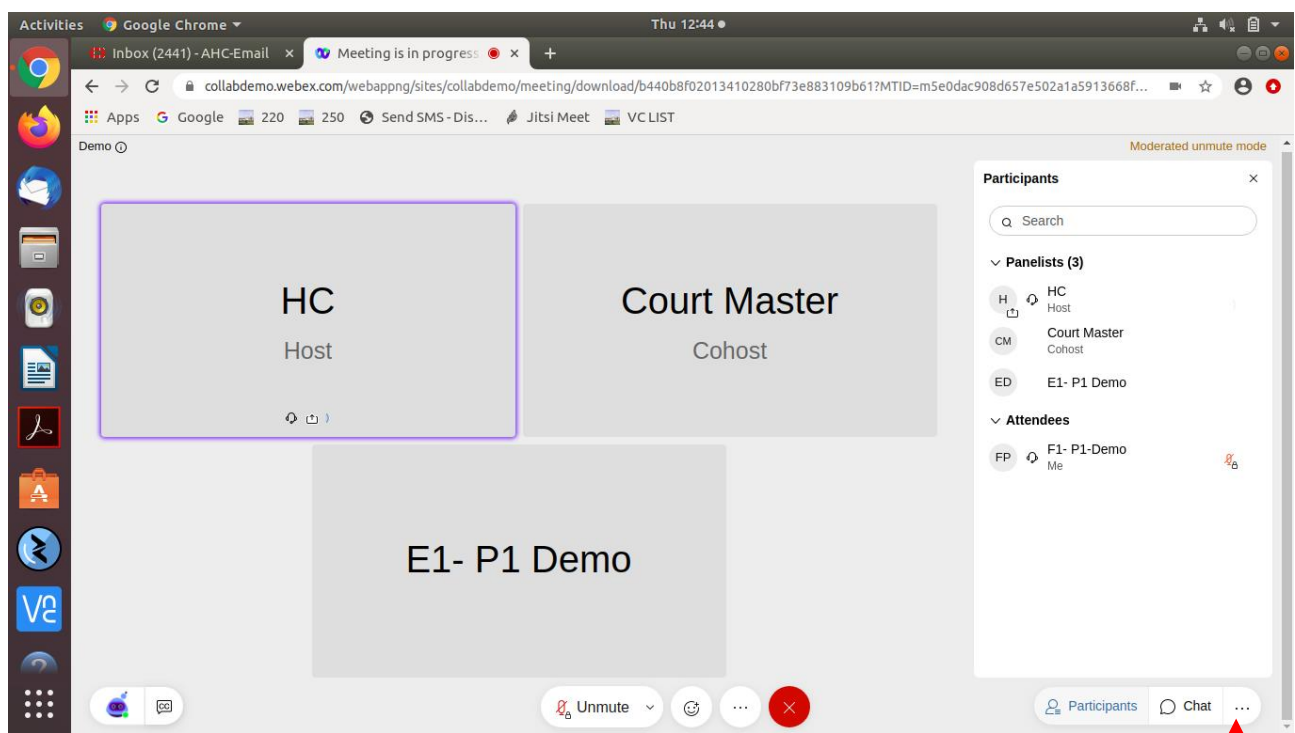 Activities Google Chrome Thu 12:44
Inbox (2441) - AHC-Email × Meeting is in progress × +
collabdemo.webex.com/webappng/sites/collabdemo/meeting/download/b440b8f02013410280bf73e883109b61?MTID=m5e0dac908d657e502a1a5913668f...
Apps G Google 220 250 Send SMS - Dis... Jitsi Meet VC LIST
Demo Moderated unmute mode
Participants
Search
Panelists (3)
H HC
Host
CM Court Master
Cohost
ED E1- P1 Demo
Attendees
FP F1- P1-Demo
Me
HC
Host
Court Master
Cohost
E1- P1 Demo
CC
Unmute
Participants Chat ...